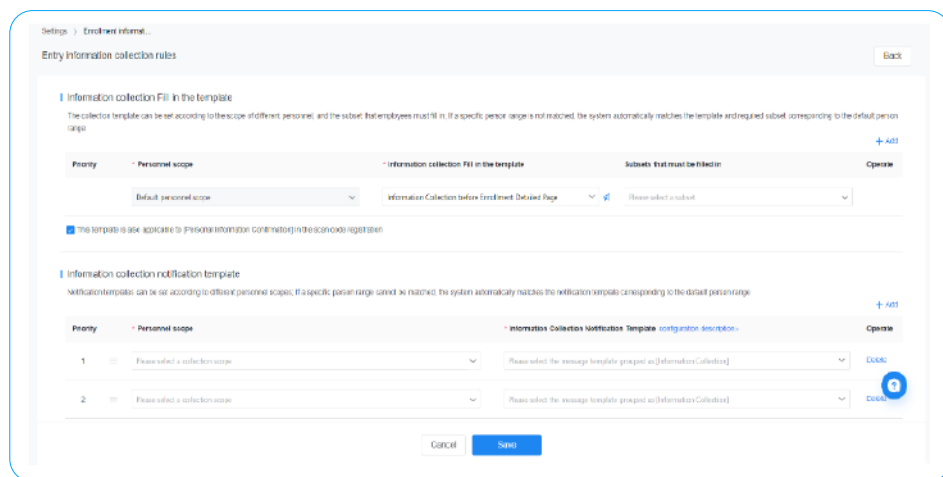 Settings > Enrollment informat...
Entry information collection rules
Back
Information collection Fill in the template
The collection template can be set according to the scope of different personnel, and the subset that employees must fill in; If a specific person range is not matched, the system automatically matches the template and required subset corresponding to the default person
range
+ Add
Priority * Personnel scope * Information collection Fill in the template Subsets that must be filled in Operate
Default personnel scope Information Collection before Enrollment Detailed Page Please select a subset
This template is also applicable to [Personal Information Confirmation] in the scan code registration
Information collection notification template
Notification templates can be set according to different personnel scopes; If a specific person range cannot be matched, the system automatically matches the notification template corresponding to the default person range
+ Add
Priority * Personnel scope * Information Collection Notification Template configuration description> Operate
1 Please select a collection scope Please select the message template grouped as [Information Collection] Delete
2 Please select a collection scope Please select the message template grouped as [Information Collection] Delete
Cancel Save